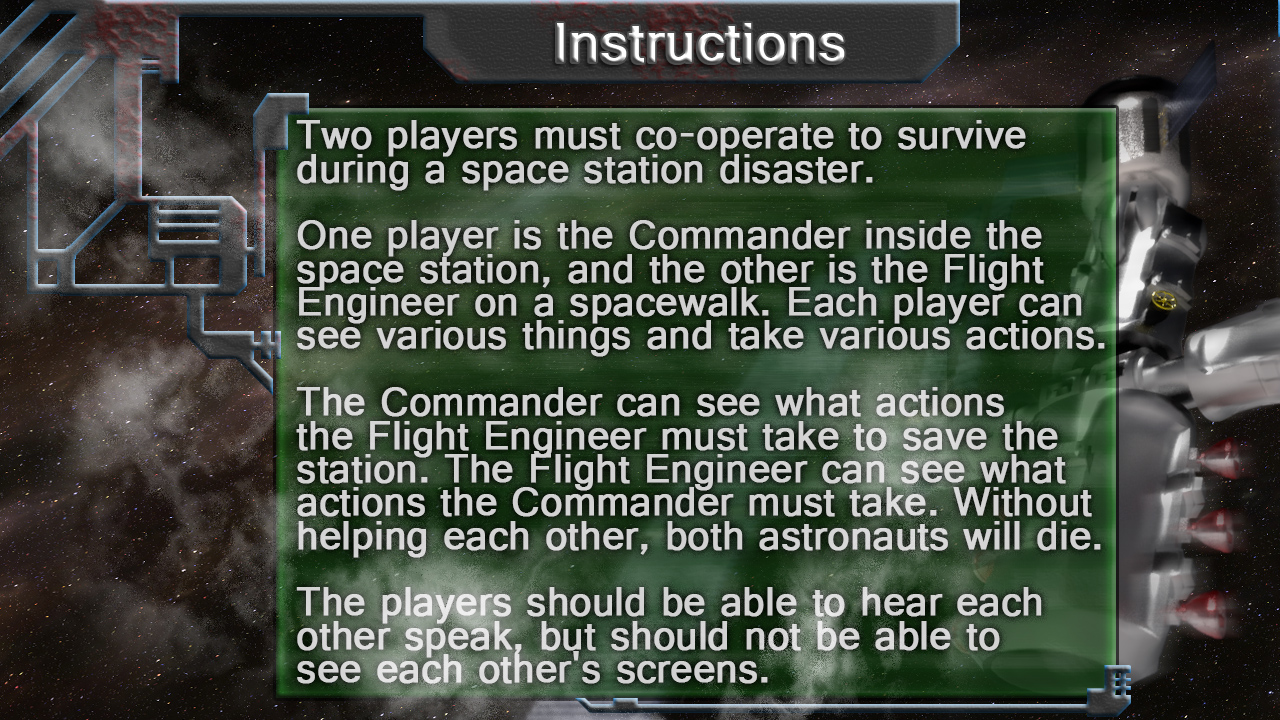 Instructions
Two players must co-operate to survive
during a space station disaster.
One player is the Commander inside the
space station, and the other is the Flight
Engineer on a spacewalk. Each player can
see various things and take various actions.
The Commander can see what actions
the Flight Engineer must take to save the
station. The Flight Engineer can see what
actions the Commander must take. Without
helping each other, both astronauts will die.
The players should be able to hear each
other speak, but should not be able to
see each other's screens.